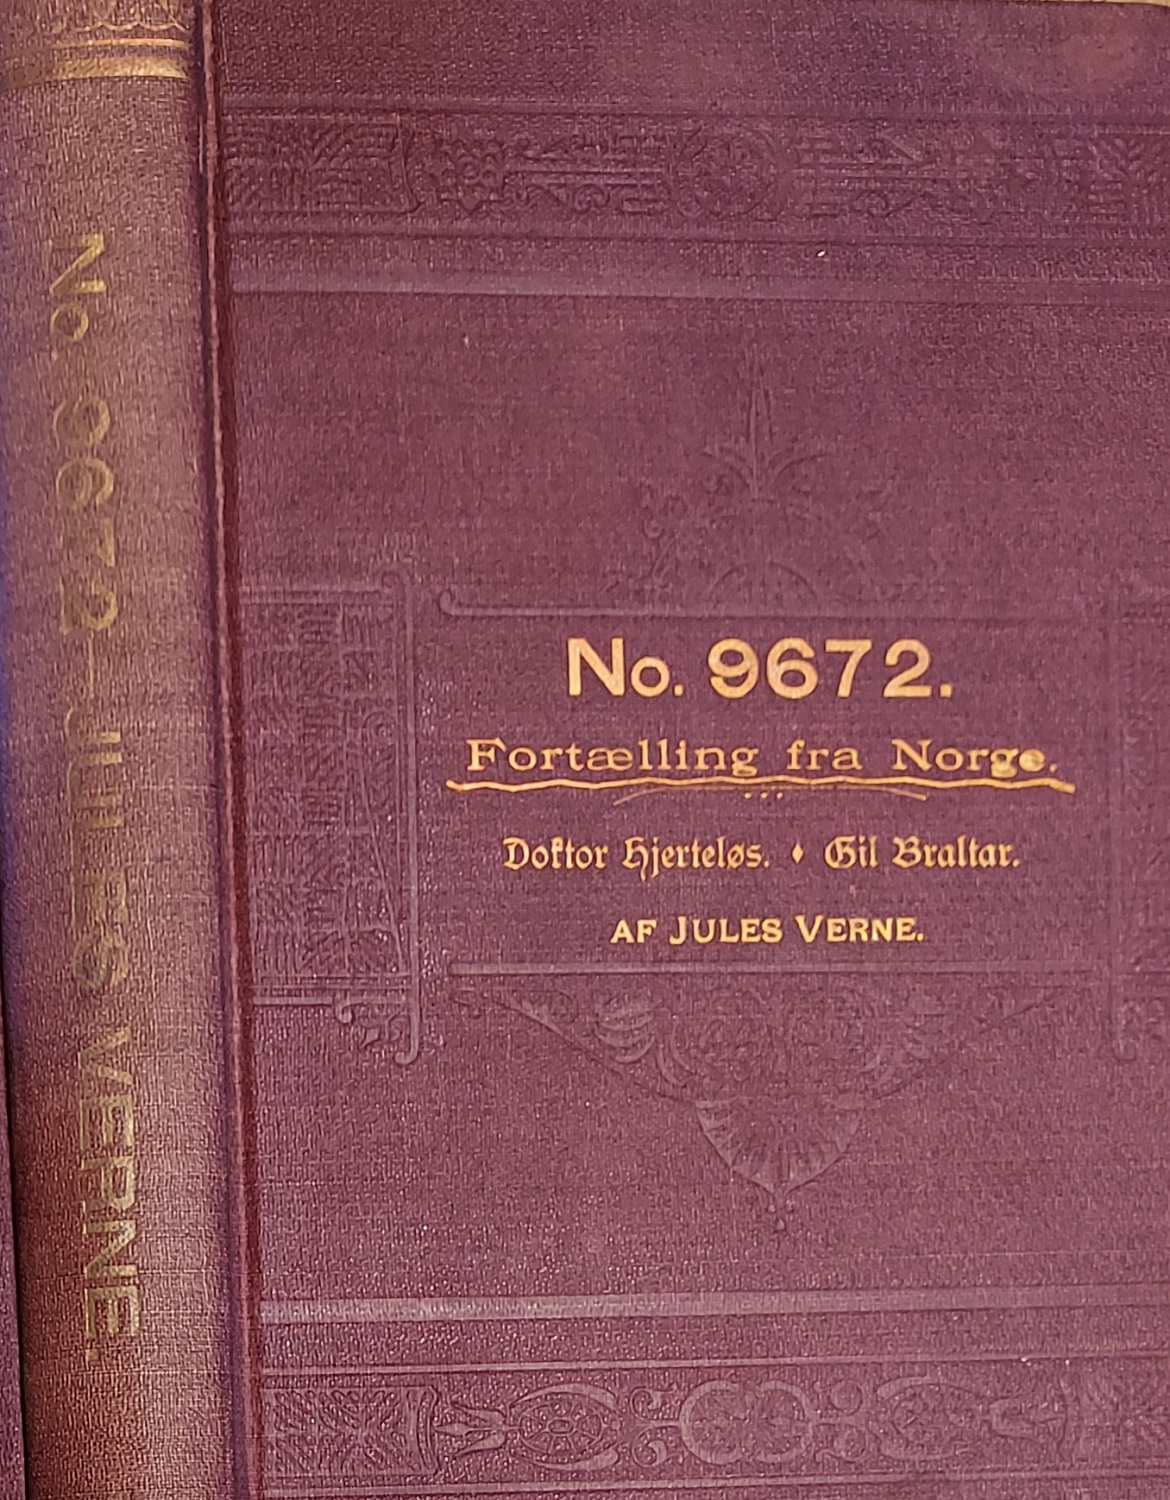 No. 9672 – JULES VERNE.
No. 9672.
Fortælling fra Norge.
Doktor Hjerteløs. ♦ Gil Braltar.
AF JULES VERNE.